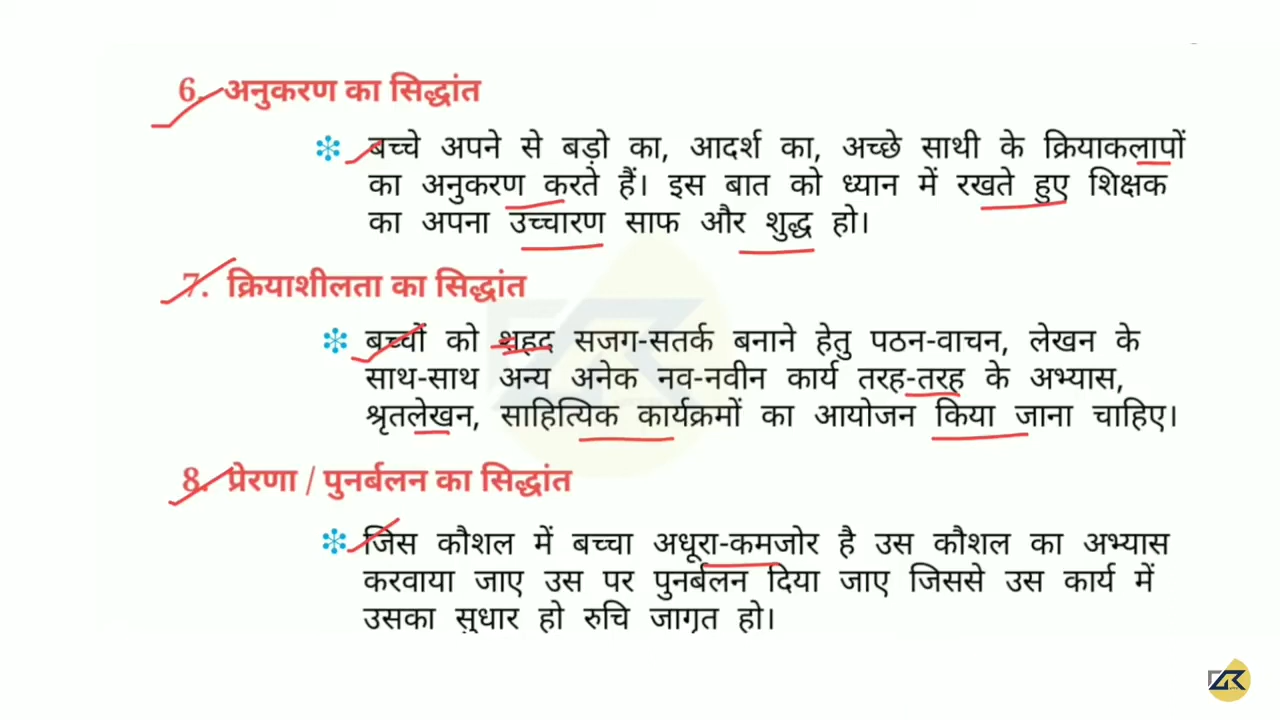 6. अनुकरण का सिद्धांत
बच्चे अपने से बड़ो का, आदर्श का, अच्छे साथी के क्रियाकलापों
का अनुकरण करते हैं। इस बात को ध्यान में रखते हुए शिक्षक
का अपना उच्चारण साफ और शुद्ध हो।
7. क्रियाशीलता का सिद्धांत
बच्चों को शहद सजग-सतर्क बनाने हेतु पठन-वाचन, लेखन के
साथ-साथ अन्य अनेक नव-नवीन कार्य तरह-तरह के अभ्यास,
श्रृतलेखन, साहित्यिक कार्यक्रमों का आयोजन किया जाना चाहिए।
8. प्रेरणा / पुनर्बलन का सिद्धांत
जिस कौशल में बच्चा अधूरा-कमजोर है उस कौशल का अभ्यास
करवाया जाए उस पर पुनर्बलन दिया जाए जिससे उस कार्य में
उसका सुधार हो रुचि जागृत हो।